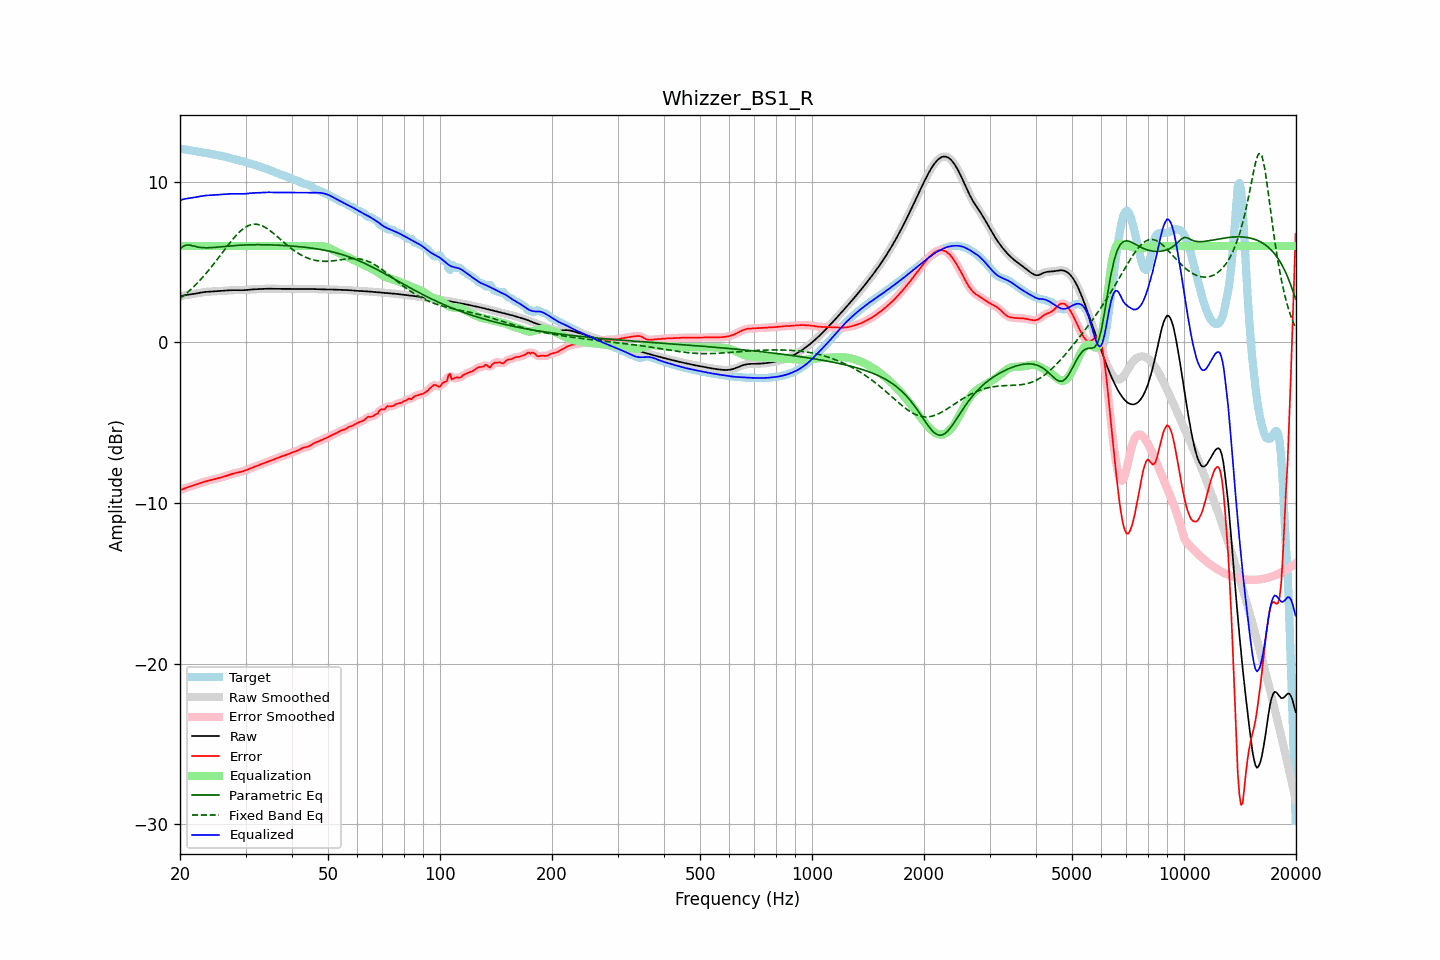 Whizzer_BS1_R
Amplitude (dBr)
10
0
−10
−20
−30
Target
Raw Smoothed
Error Smoothed
Raw
Error
Equalization
Parametric Eq
Fixed Band Eq
Equalized
20 50 100 200 500 1000 2000 5000 10000 20000
Frequency (Hz)